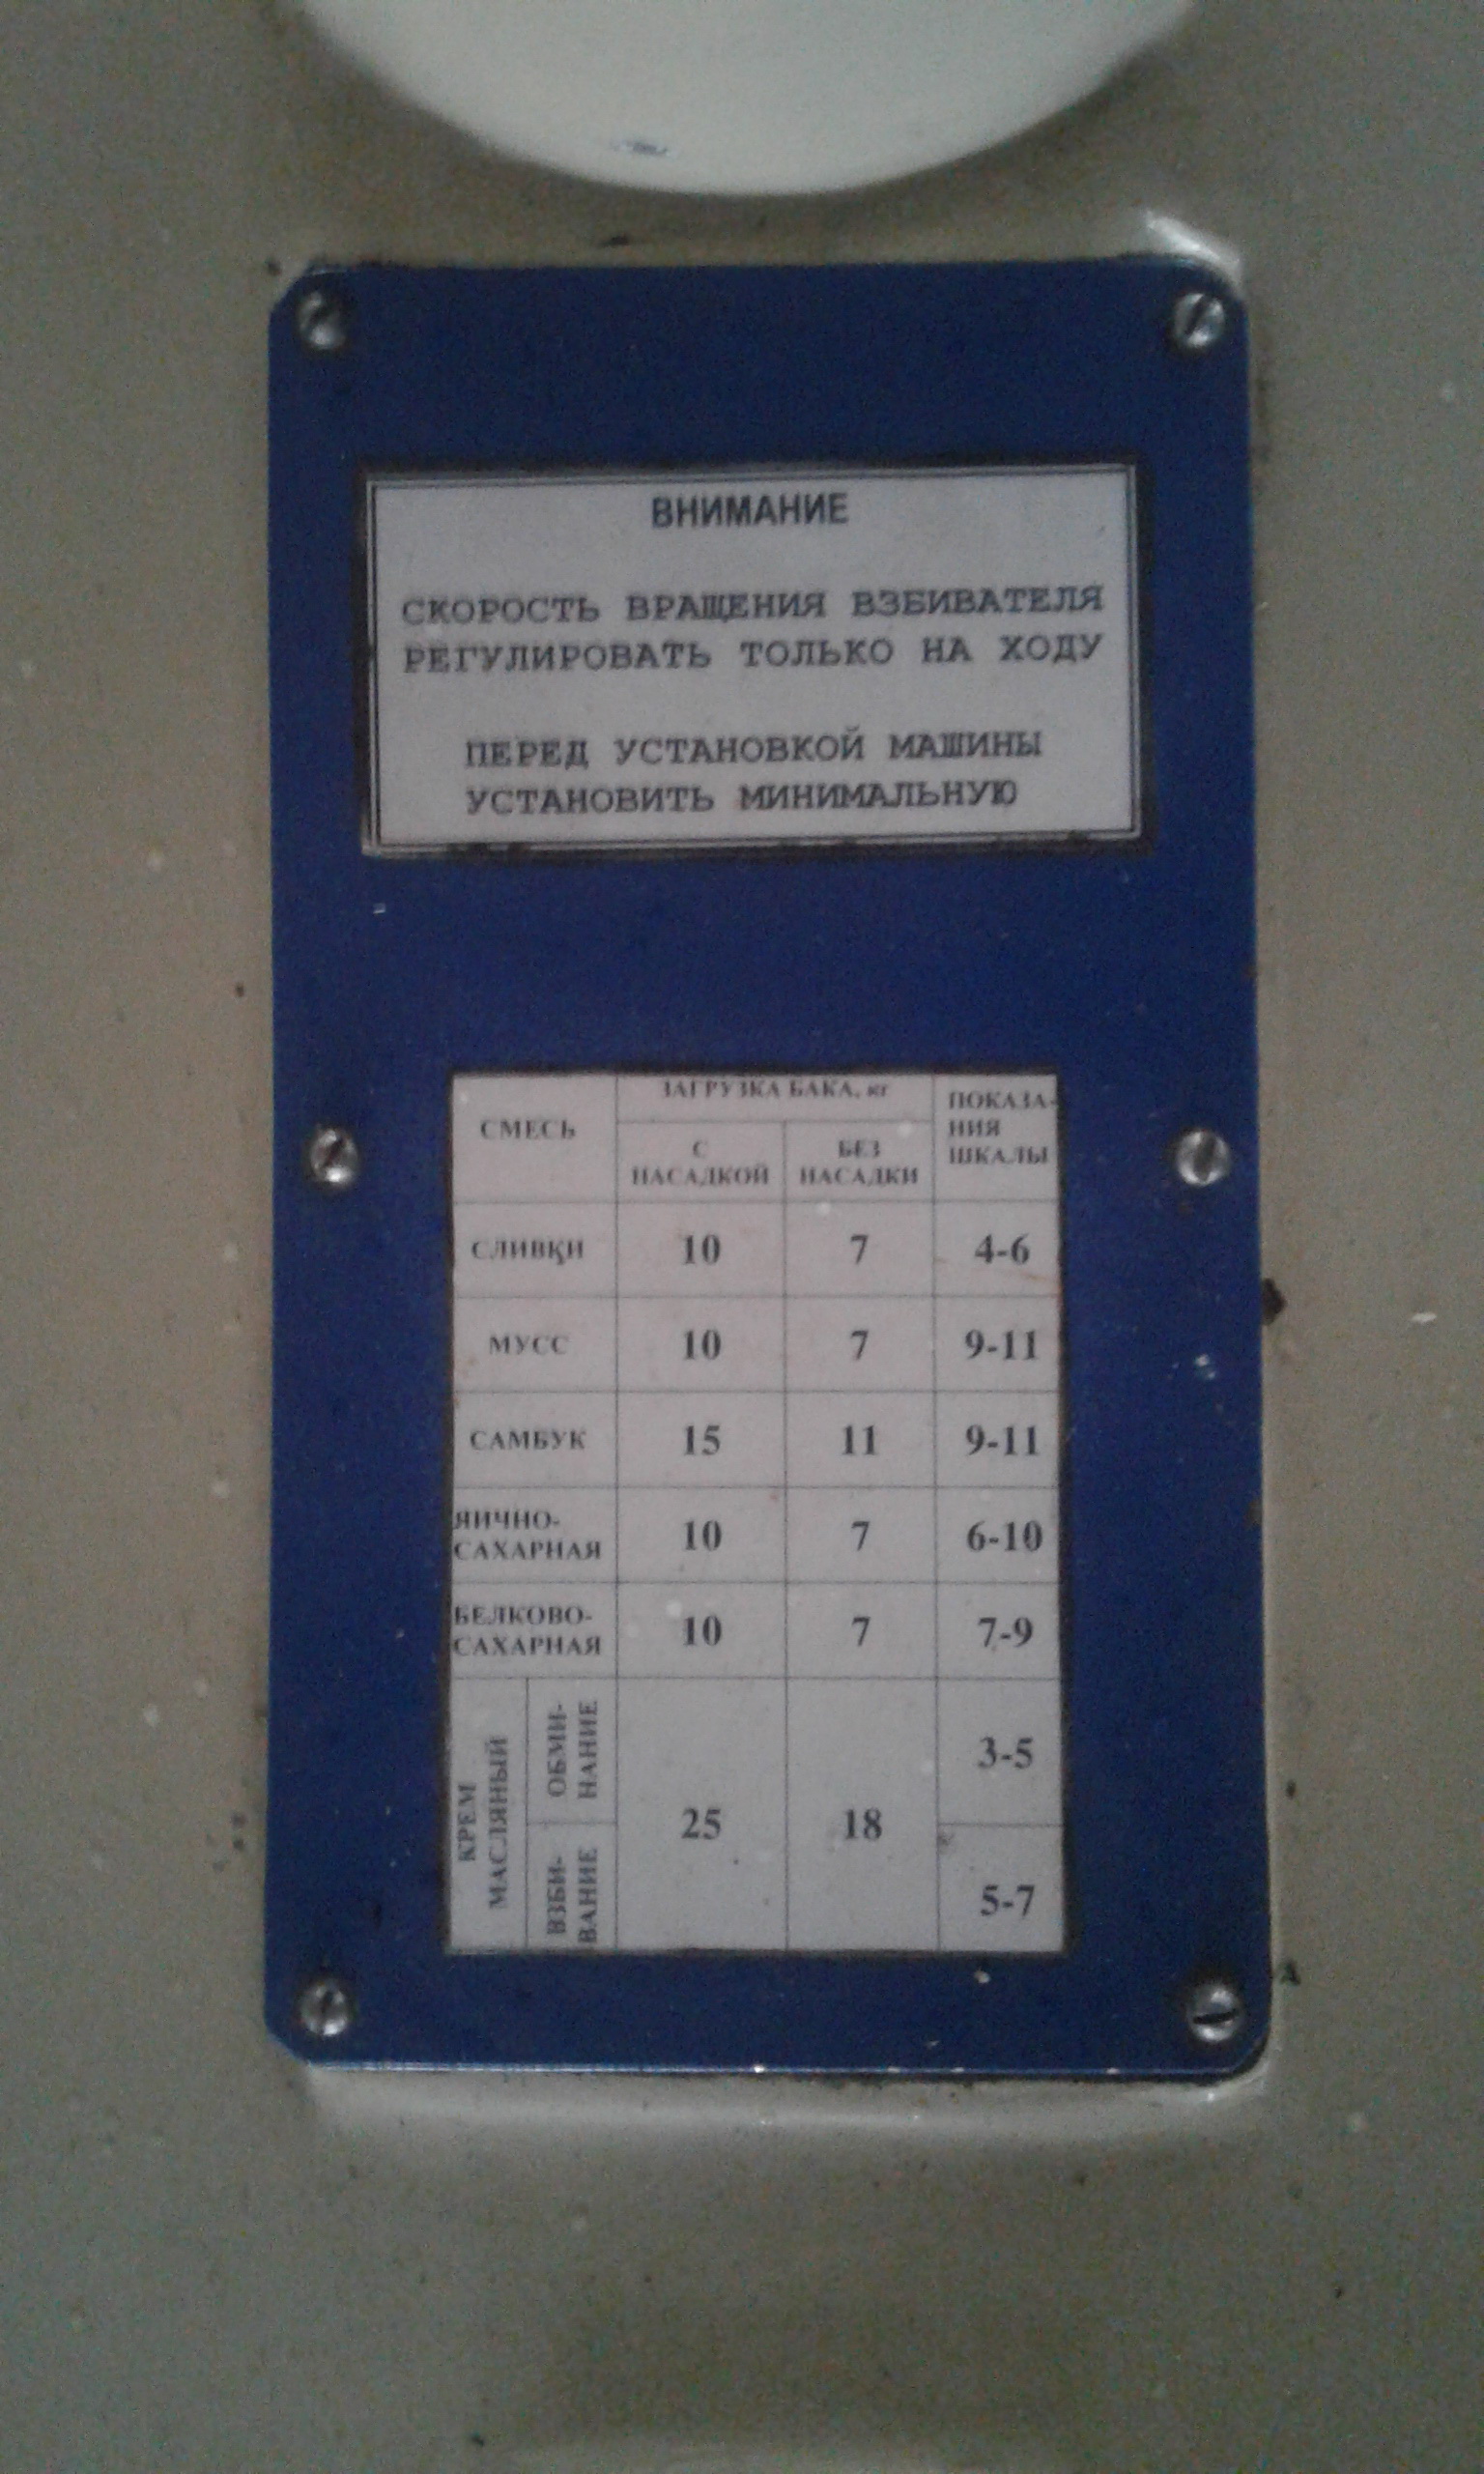 ВНИМАНИЕ
СКОРОСТЬ ВРАЩЕНИЯ ВЗБИВАТЕЛЯ
РЕГУЛИРОВАТЬ ТОЛЬКО НА ХОДУ
ПЕРЕД УСТАНОВКОЙ МАШИНЫ
УСТАНОВИТЬ МИНИМАЛЬНУЮ
СМЕСЬ
ЗАГРУЗКА БАКА, кг
С
НАСАДКОЙ
БЕЗ
НАСАДКИ
ПОКАЗА-
НИЯ
ШКАЛЫ
СЛИВКИ 10 7 4-6
МУСС 10 7 9-11
САМБУК 15 11 9-11
ЯИЧНО-
САХАРНАЯ 10 7 6-10
БЕЛКОВО-
САХАРНАЯ 10 7 7-9
КРЕМ
МАСЛЯНЫЙ
ОБМИ-
НАНИЕ
ВЗБИ-
ВАНИЕ
25 18
3-5
5-7